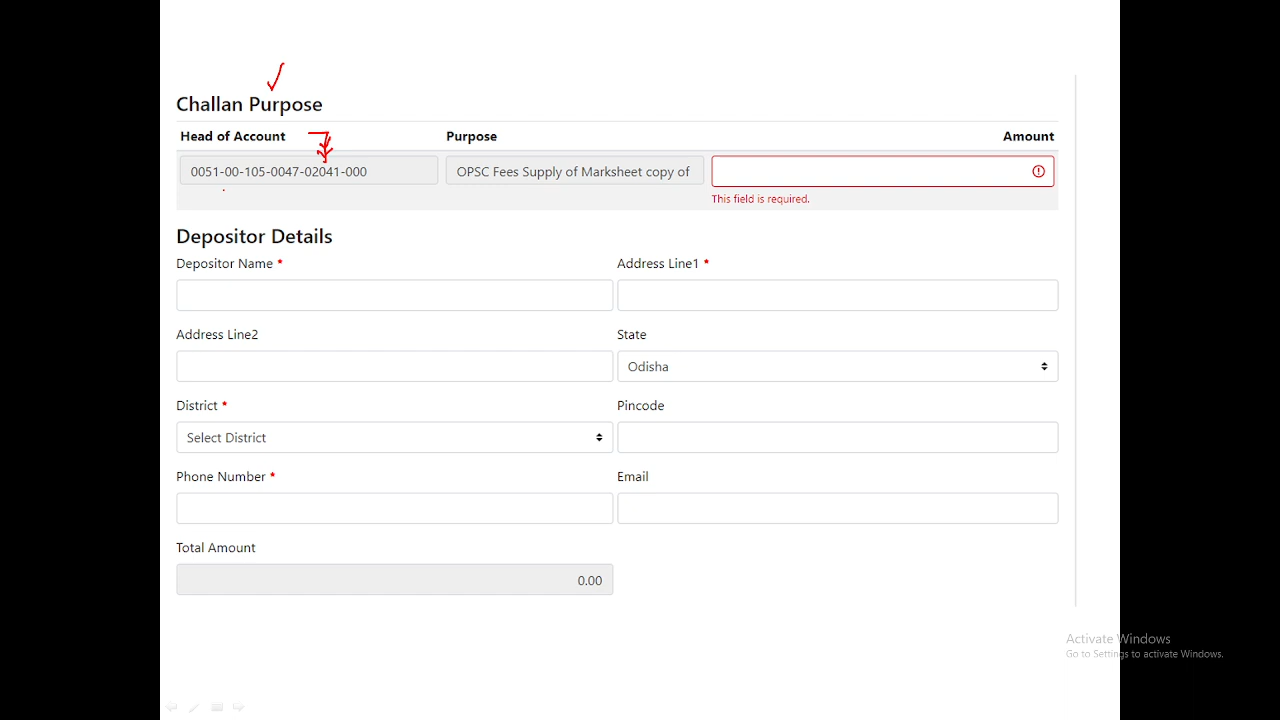 Challan Purpose
Head of Account Purpose Amount
0051-00-105-0047-02041-000 OPSC Fees Supply of Marksheet copy of
This field is required.
Depositor Details
Depositor Name * Address Line1 *
Address Line2 State
Odisha
District * Pincode
Select District
Phone Number * Email
Total Amount
0.00
Activate Windows
Go to Settings to activate Windows.